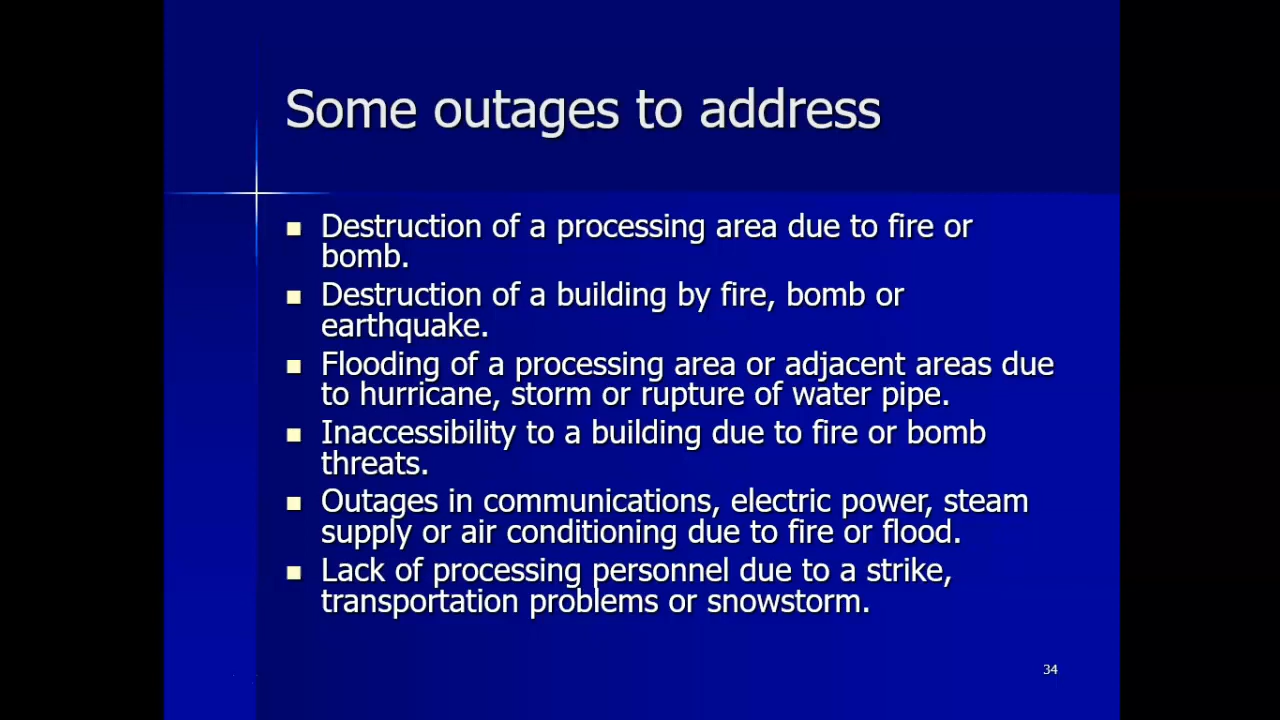 Some outages to address
Destruction of a processing area due to fire or
bomb.
Destruction of a building by fire, bomb or
earthquake.
Flooding of a processing area or adjacent areas due
to hurricane, storm or rupture of water pipe.
Inaccessibility to a building due to fire or bomb
threats.
Outages in communications, electric power, steam
supply or air conditioning due to fire or flood.
Lack of processing personnel due to a strike,
transportation problems or snowstorm.
34